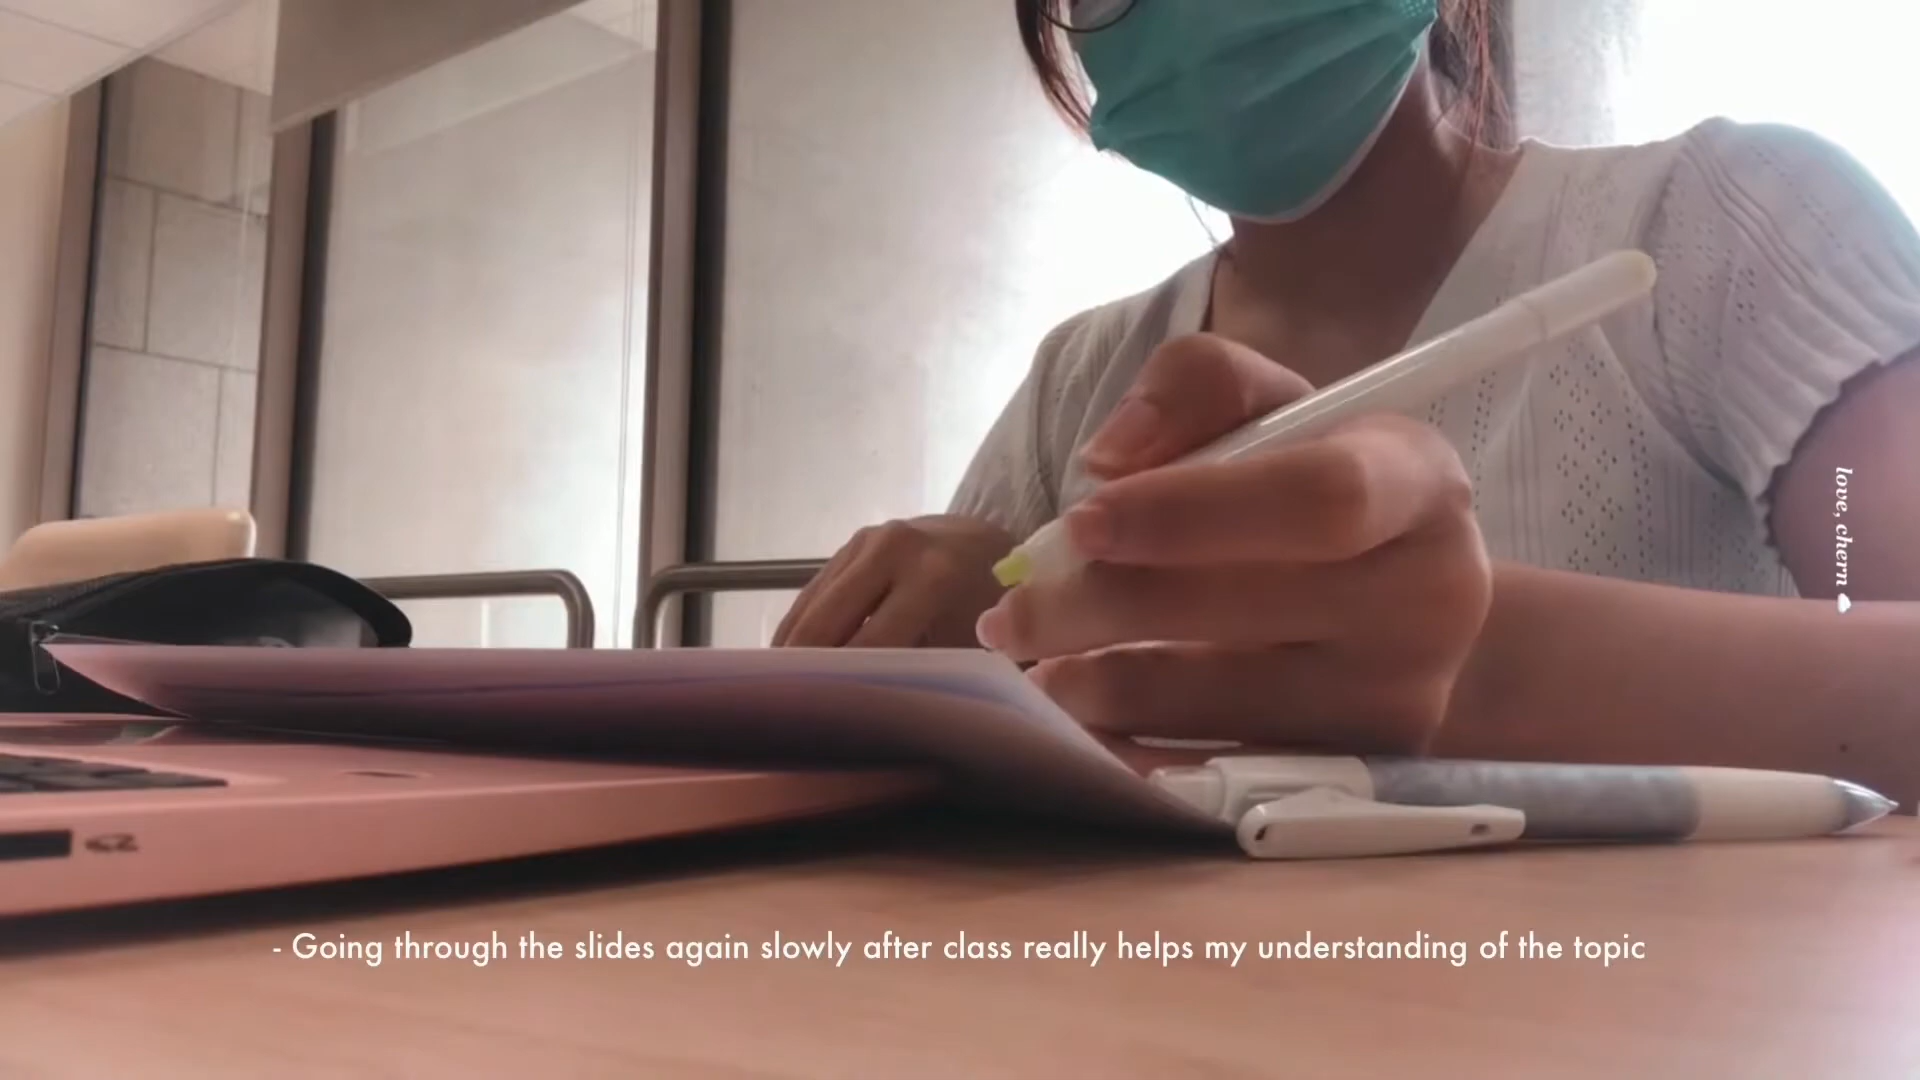 love, chern
- Going through the slides again slowly after class really helps my understanding of the topic